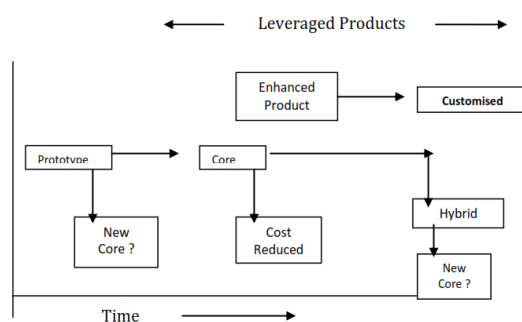 Leveraged Products
Enhanced
Product
Customised
Prototype
Core
New
Core ?
Cost
Reduced
Hybrid
New
Core ?
Time